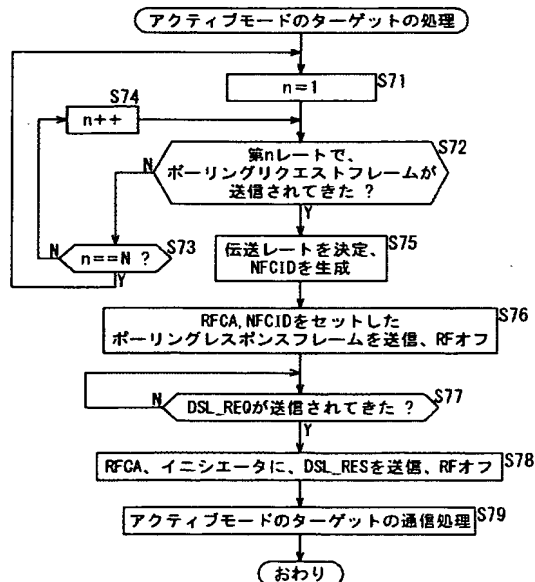 アクティブモードのターゲットの処理
n=1
S71
S74
n++
第nレートで、
ポーリングリクエストフレームが
送信されてきた ?
S72
N
Y
n==N ?
S73
N
Y
伝送レートを決定、
NFCIDを生成
S75
RFCA,NFCIDをセットした
ポーリングレスポンスフレームを送信、RFオフ
S76
DSL_REQが送信されてきた ?
S77
N
Y
RFCA、イニシエータに、DSL_RESを送信、RFオフ
S78
アクティブモードのターゲットの通信処理
S79
おわり